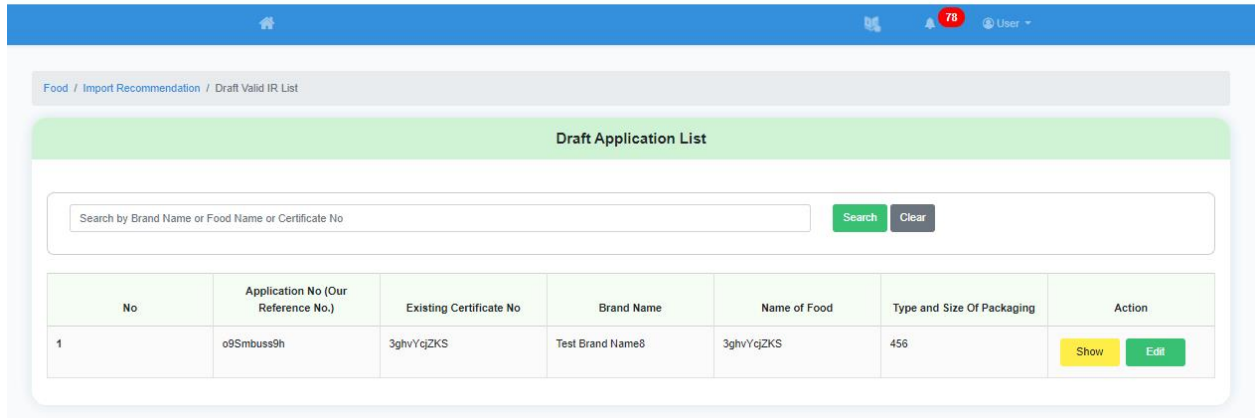 78
User
Food / Import Recommendation / Draft Valid IR List
Draft Application List
Search by Brand Name or Food Name or Certificate No
Search Clear
No Application No (Our Reference No.) Existing Certificate No Brand Name Name of Food Type and Size Of Packaging Action
1 o9Smbuss9h 3ghvYcjZKS Test Brand Name8 3ghvYcjZKS 456 Show Edit